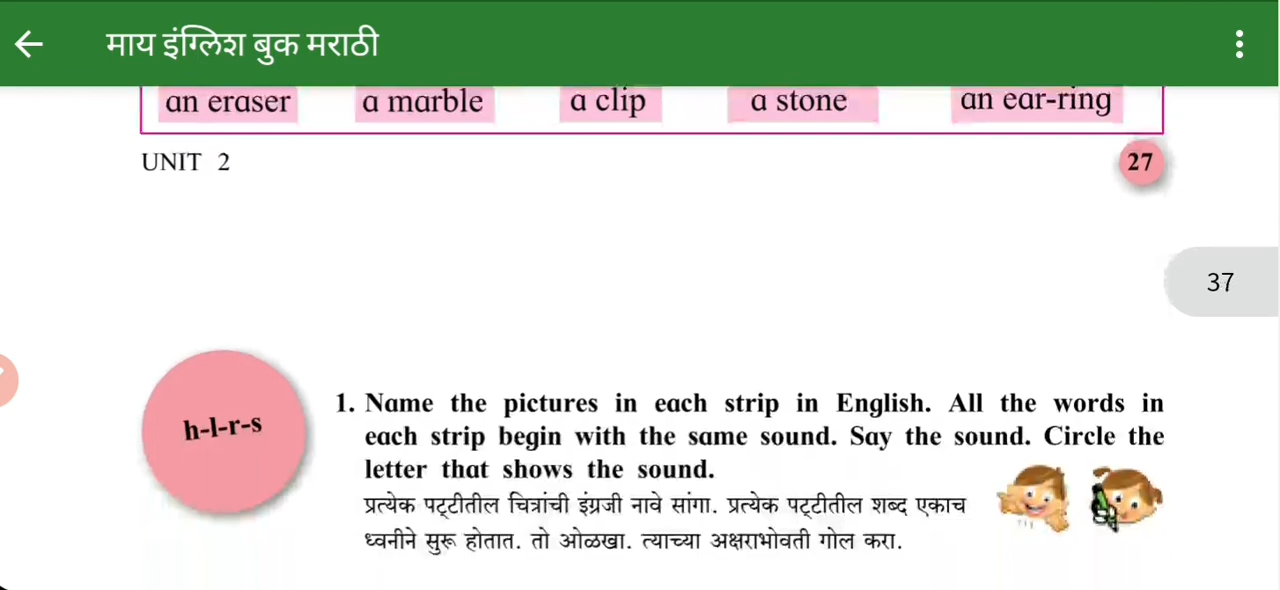 माय इंग्लिश बुक मराठी
an eraser a marble a clip a stone an ear-ring
UNIT 2 27
37
h-l-r-s
1. Name the pictures in each strip in English. All the words in
each strip begin with the same sound. Say the sound. Circle the
letter that shows the sound.
प्रत्येक पट्टीतील चित्रांची इंग्रजी नावे सांगा. प्रत्येक पट्टीतील शब्द एकाच
ध्वनीने सुरू होतात. तो ओळखा. त्याच्या अक्षराभोवती गोल करा.